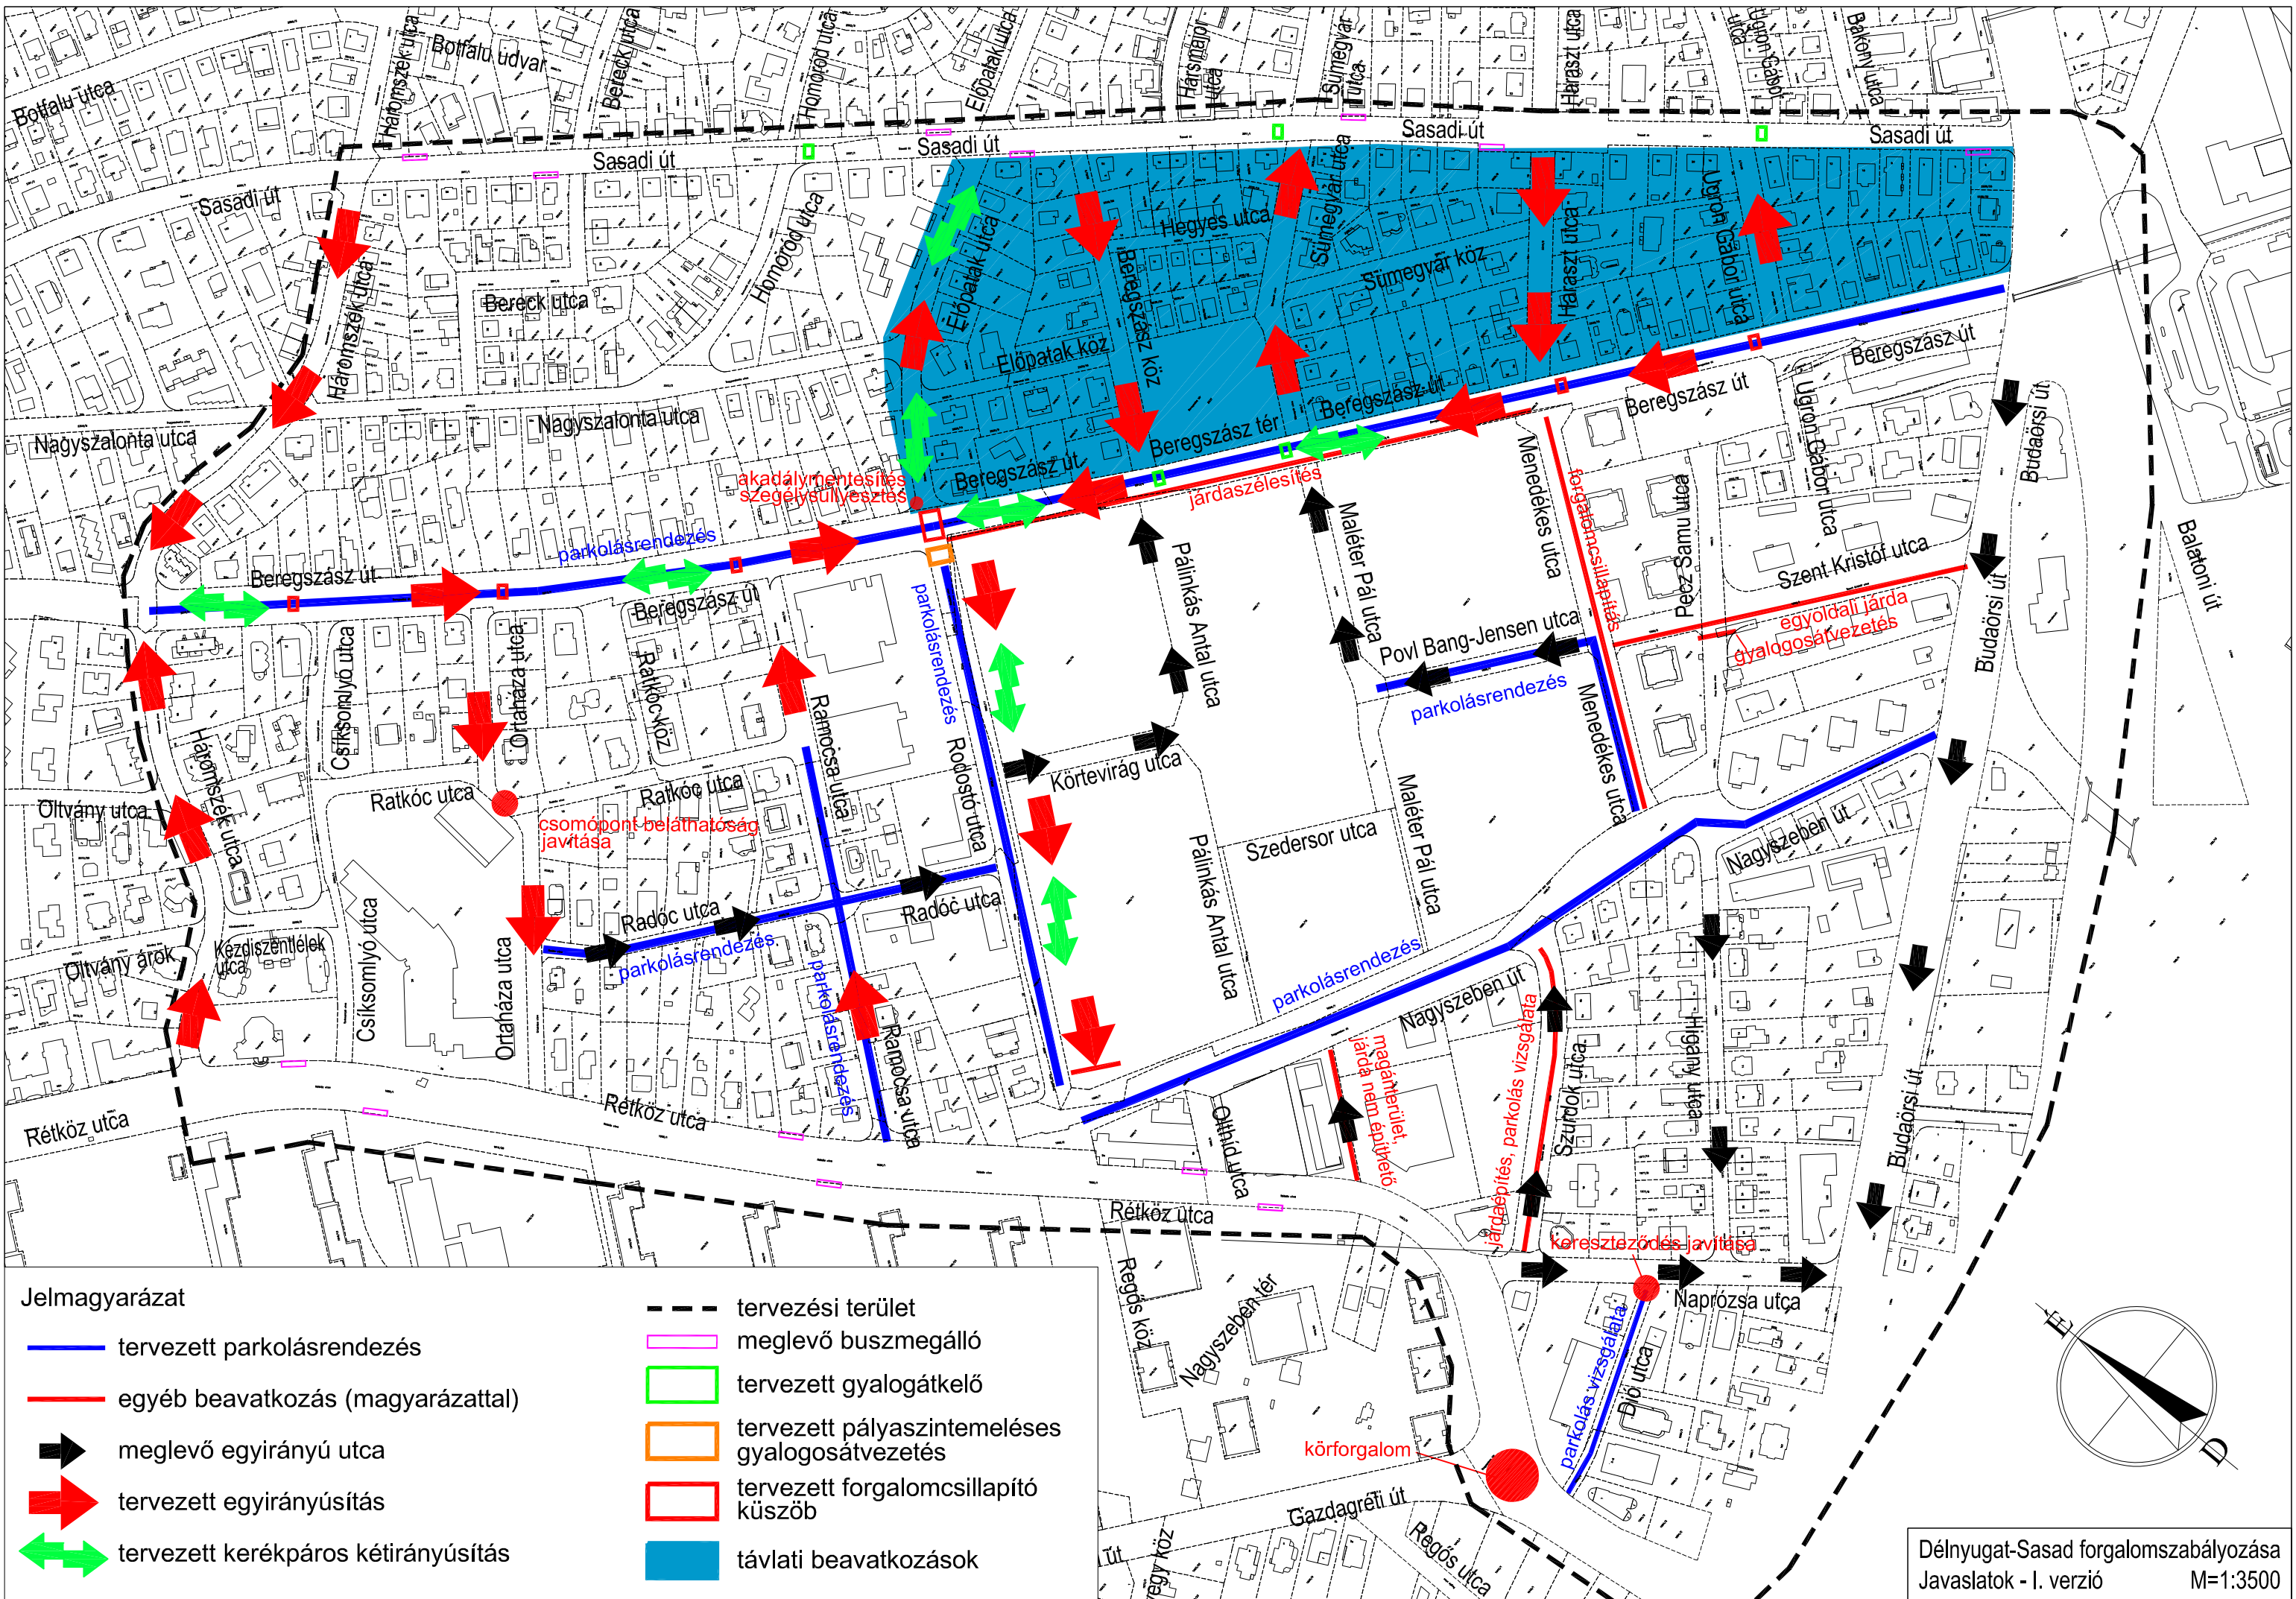 Botfalu utca
Háromszék utca
Botfalu udvar
Bereck utca
Homoród utca
Előpatak utca
Hársmajor
utca
Sümegvár
utca
Haraszt utca
Ugron Gábor
utca
Bakony utca
Sasadi út
Sasadi út
Sasadi út
Sasadi út
Sasadi út
Háromszék utca
Bereck utca
Homoród utca
Előpatak utca
Hegyes utca
Sümegvár utca
Sümegvár köz
Haraszt utca
Ugron Gábor utca
Beregszász köz
Előpatak köz
Nagyszalonta utca
Nagyszalonta utca
akadálymentesítés
szegélysüllyesztés
Beregszász út
Beregszász tér
Beregszász út
Beregszász út
Beregszász út
járdaszélesítés
Menedékes utca
forgalomcsillapítás
Pécz Samu utca
Ugron Gábor utca
Budaörsi út
Balatoni út
parkolásrendezés
Beregszász út
Beregszász út
Csíksomlyó utca
Ortaháza utca
Ratkóc köz
Ramocsa utca
parkolásrendezés
Rodostó utca
Pálinkás Antal utca
Maléter Pál utca
Povl Bang-Jensen utca
parkolásrendezés
Menedékes utca
Szent Kristóf utca
egyoldali járda
gyalogosátvezetés
Budaörsi út
Háromszék utca
Oltvány utca
Ratkóc utca
Ratkóc utca
csomópont beláthatóság
javítása
Körtevirág utca
Szedersor utca
Maléter Pál utca
Pálinkás Antal utca
Nagyszeben út
Oltvány árok
Kézdiszentlélek
utca
Csíksomlyó utca
Ortaháza utca
Radóc utca
parkolásrendezés
Radóc utca
parkolásrendezés
Ramocsa utca
parkolásrendezés
Nagyszeben út
magánterület,
járda nem építhető
járdaépítés, parkolás vizsgálata
Szurdok utca
Higany utca
Budaörsi út
Rétköz utca
Rétköz utca
Olthíd utca
Rétköz utca
Regős köz
Nagyszeben tér
kereszteződés javítása
Naprózsa utca
parkolás vizsgálata
Dió utca
körforgalom
Gazdagréti út
Regős utca
út
egy köz
É
D
Jelmagyarázat
tervezett parkolásrendezés
egyéb beavatkozás (magyarázattal)
meglevő egyirányú utca
tervezett egyirányúsítás
tervezett kerékpáros kétirányúsítás
tervezési terület
meglevő buszmegálló
tervezett gyalogátkelő
tervezett pályaszintemeléses
gyalogosátvezetés
tervezett forgalomcsillapító
küszöb
távlati beavatkozások
Délnyugat-Sasad forgalomszabályozása
Javaslatok - I. verzió M=1:3500